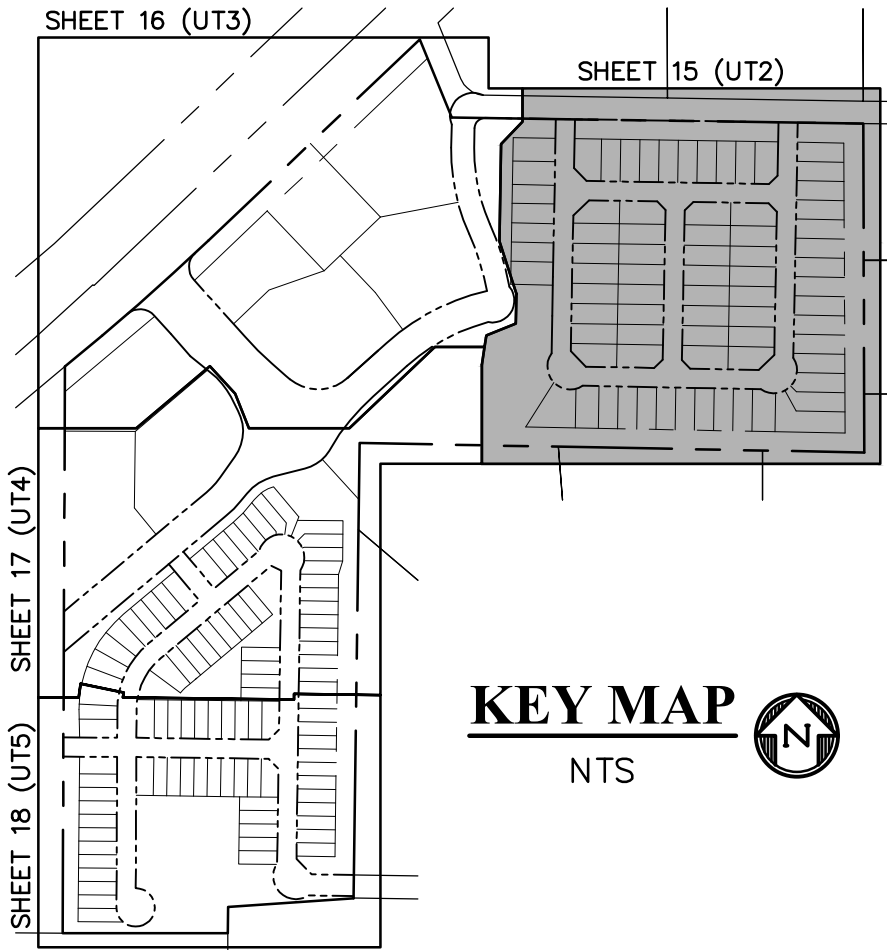 SHEET 16 (UT3)
SHEET 15 (UT2)
SHEET 17 (UT4)
SHEET 18 (UT5)
KEY MAP
NTS
N